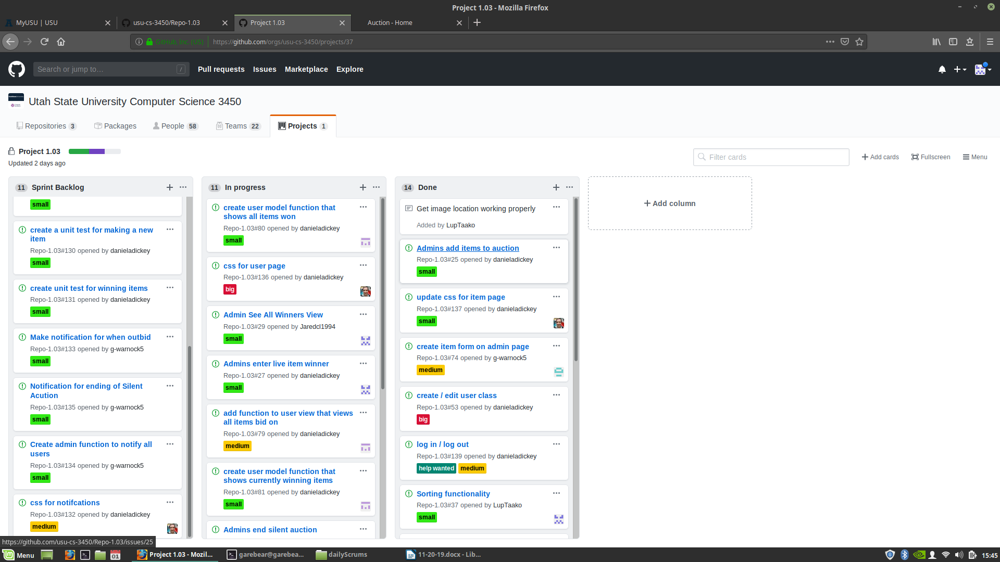 Project 1.03 - Mozilla Firefox
MyUSU | USU
usu-cs-3450/Repo-1.03
Project 1.03
Auction - Home
GitHub, Inc. (US)
https://github.com/orgs/usu-cs-3450/projects/37
Search or jump to…
/
Pull requests
Issues
Marketplace
Explore
Utah State University Computer Science 3450
Repositories 3
Packages
People 58
Teams 22
Projects 1
Project 1.03
Updated 2 days ago
Filter cards
Add cards
Fullscreen
Menu
11 Sprint Backlog
small
create a unit test for making a new
item
Repo-1.03#130 opened by danieladickey
small
create unit test for winning items
Repo-1.03#131 opened by danieladickey
small
Make notification for when outbid
Repo-1.03#133 opened by g-warnock5
small
Notification for ending of Silent
Acution
Repo-1.03#135 opened by g-warnock5
small
Create admin function to notify all
users
Repo-1.03#134 opened by g-warnock5
small
css for notifcations
Repo-1.03#132 opened by danieladickey
medium
11 In progress
create user model function that
shows all items won
Repo-1.03#80 opened by danieladickey
small
css for user page
Repo-1.03#136 opened by danieladickey
big
Admin See All Winners View
Repo-1.03#29 opened by Jaredcl1994
small
Admins enter live item winner
Repo-1.03#27 opened by danieladickey
small
add function to user view that views
all items bid on
Repo-1.03#79 opened by danieladickey
medium
create user model function that
shows currently winning items
Repo-1.03#81 opened by danieladickey
small
Admins end silent auction
14 Done
Get image location working properly
Added by LupTaako
Admins add items to auction
Repo-1.03#25 opened by danieladickey
small
update css for item page
Repo-1.03#137 opened by danieladickey
small
create item form on admin page
Repo-1.03#74 opened by g-warnock5
medium
create / edit user class
Repo-1.03#53 opened by danieladickey
big
log in / log out
Repo-1.03#139 opened by danieladickey
help wanted medium
Sorting functionality
Repo-1.03#37 opened by LupTaako
small
Add column
https://github.com/usu-cs-3450/Repo-1.03/issues/25
Menu
01
Project 1.03 - Mozil...
garebear@garebea...
dailyScrums
11-20-19.docx - Lib...
15:45